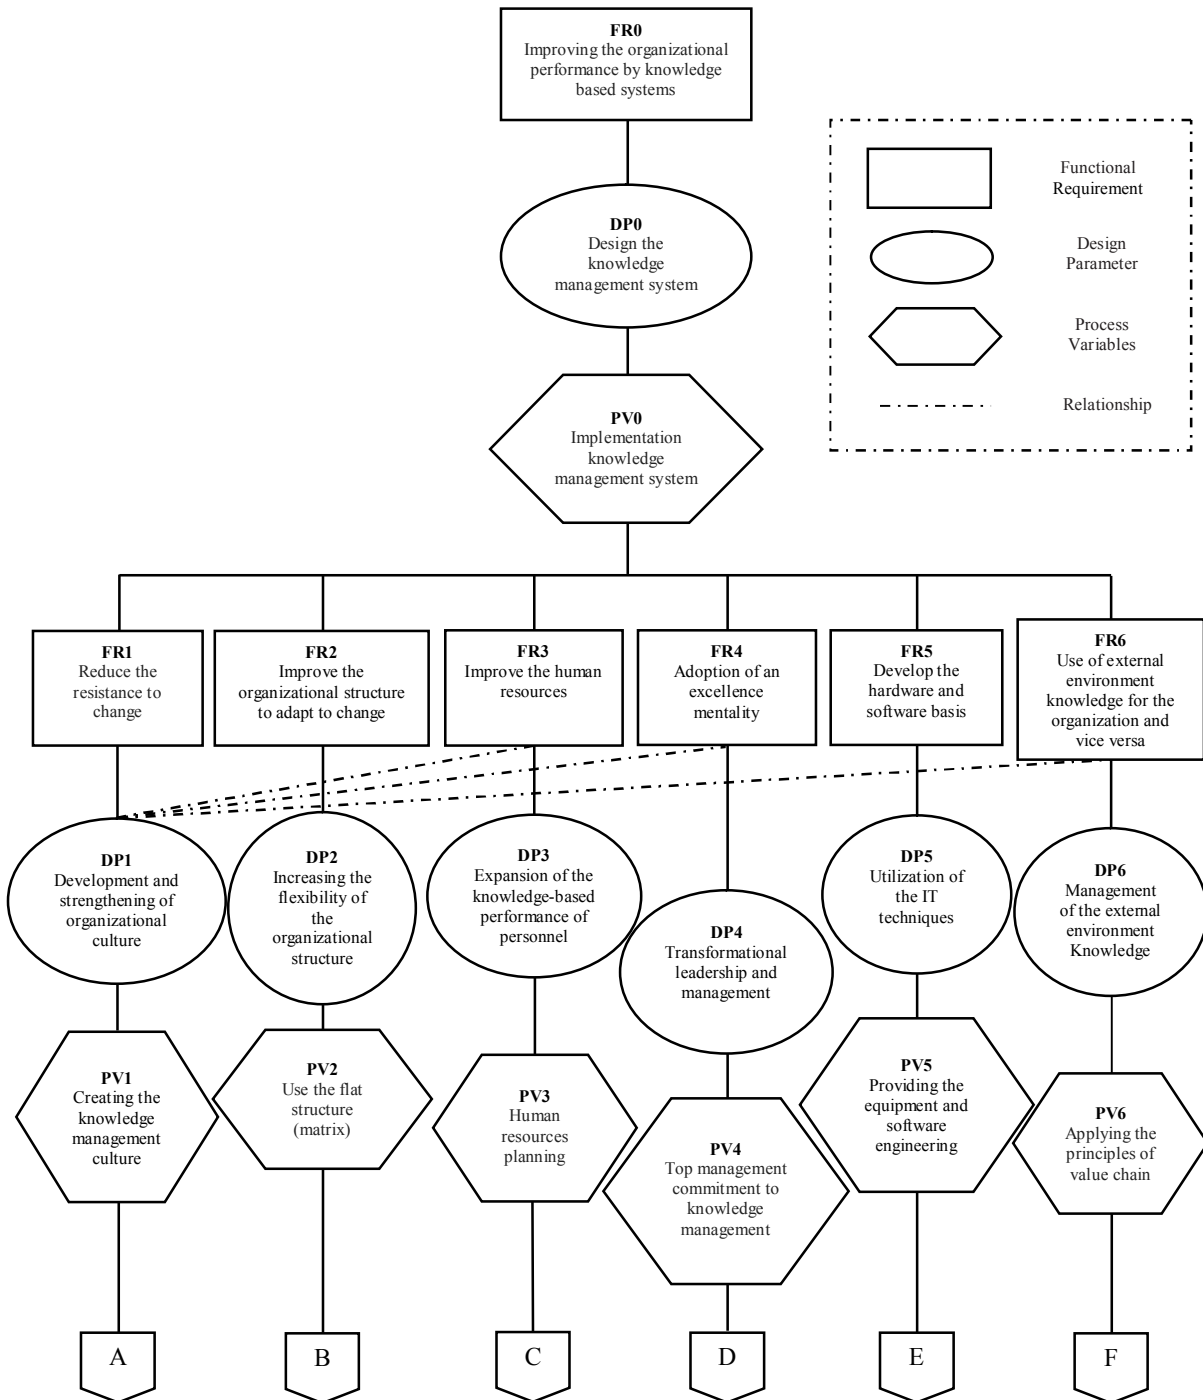 FR0
Improving the organizational
performance by knowledge
based systems
Functional
Requirement
DP0
Design the
knowledge
management system
Design
Parameter
Process
Variables
Relationship
PV0
Implementation
knowledge
management system
FR1
Reduce the
resistance to
change
FR2
Improve the
organizational structure
to adapt to change
FR3
Improve the human
resources
FR4
Adoption of an
excellence
mentality
FR5
Develop the
hardware and
software basis
FR6
Use of external
environment
knowledge for the
organization and
vice versa
DP1
Development and
strengthening of
organizational
culture
DP2
Increasing the
flexibility of
the
organizational
structure
DP3
Expansion of the
knowledge-based
performance of
personnel
DP4
Transformational
leadership and
management
DP5
Utilization of
the IT
techniques
DP6
Management
of the external
environment
Knowledge
PV1
Creating the
knowledge
management
culture
PV2
Use the flat
structure
(matrix)
PV3
Human
resources
planning
PV4
Top management
commitment to
knowledge
management
PV5
Providing the
equipment and
software
engineering
PV6
Applying the
principles of
value chain
A
B
C
D
E
F